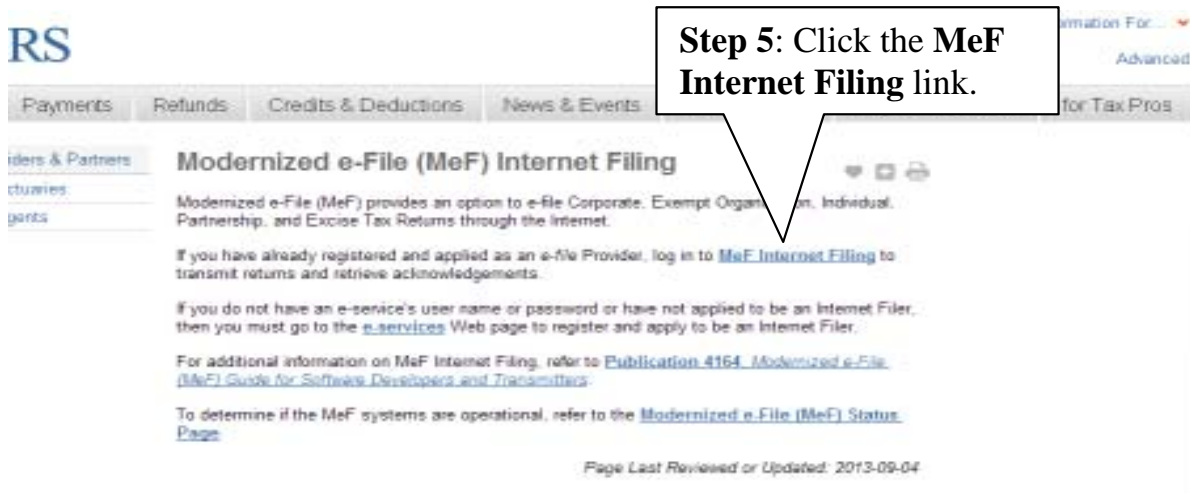 RS
Step 5: Click the MeF
Internet Filing link.
For...
Advanced
Payments Refunds Credits & Deductions News & Events for Tax Pros
& Partners
Modernized e-File (MeF) Internet Filing
Modernized e-File (MeF) provides an option to e-file Corporate, Exempt Individual,
Partnership, and Excise Tax Returns through the Internet.
If you have already registered and applied as an e-file Provider, log in to MeF Internet Filing to
transmit returns and retrieve acknowledgements.
If you do not have an e-service's user name or password or have not applied to be an Internet Filer,
then you must go to the e-services Web page to register and apply to be an Internet Filer.
For additional information on MeF Internet Filing, refer to Publication 4164, Modernized e-File
(MeF) Guide for Software Developers and Transmitters.
To determine if the MeF systems are operational, refer to the Modernized e-File (MeF) Status
Page
Page Last Reviewed or Updated: 2013-09-04